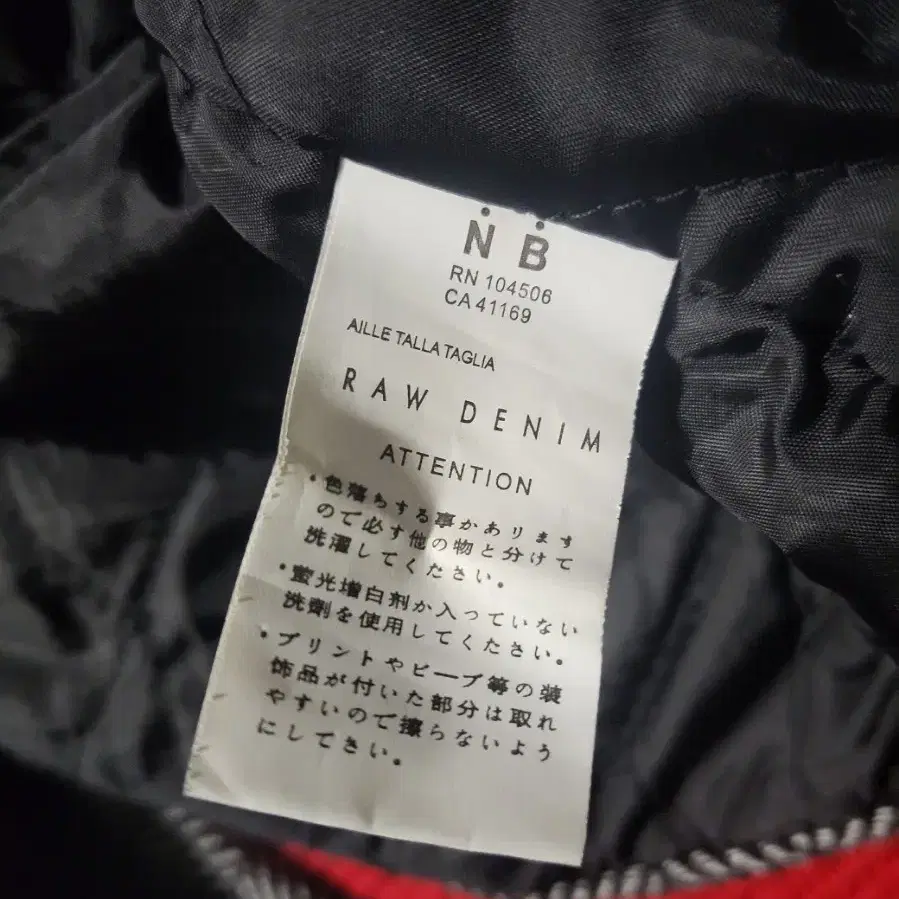 N B
RN 104506
CA 41169
AILLE TALLA TAGLIA
RAW DENIM
ATTENTION
・色落ちする事かあります
ので必す他の物と分けて
洗濯してください。
・蛍光増白剤か入っていない
洗剤を使用してください。
・プリントやビーブ等の装
飾品が付いた部分は取れ
やすいので擦らないよう
にしてさい。